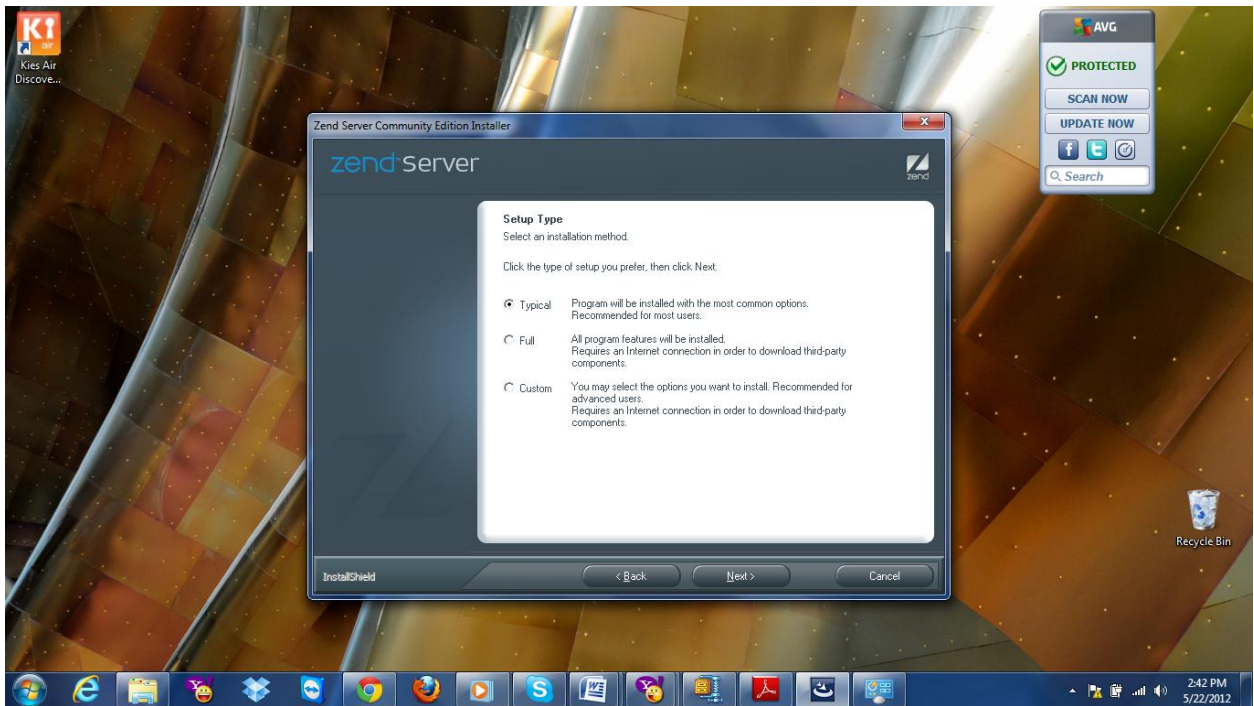 Kies Air
Discove...
AVG
PROTECTED
SCAN NOW
UPDATE NOW
Search
Zend Server Community Edition Installer
zend server
zend
Setup Type
Select an installation method.
Click the type of setup you prefer, then click Next.
Typical
Program will be installed with the most common options.
Recommended for most users.
Full
All program features will be installed.
Requires an Internet connection in order to download third-party
components.
Custom
You may select the options you want to install. Recommended for
advanced users.
Requires an Internet connection in order to download third-party
components.
InstallShield
< Back
Next >
Cancel
Recycle Bin
2:42 PM
5/22/2012